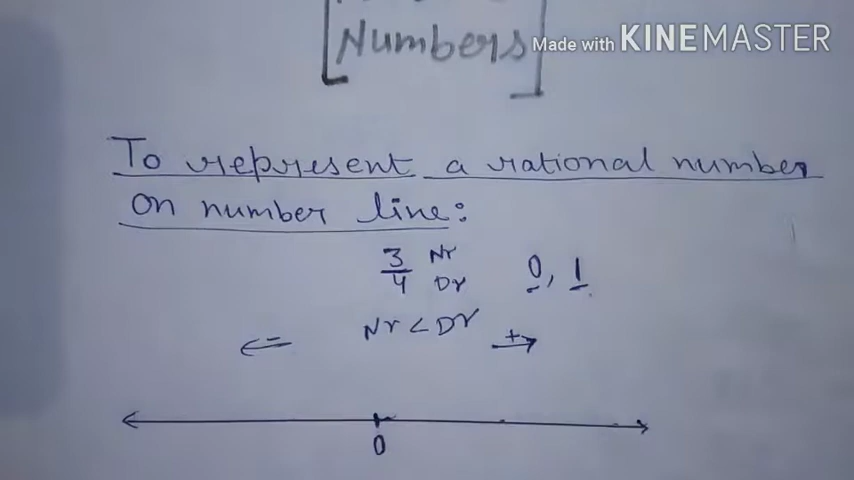 Numbers
Made with KINEMASTER
To represent a rational number
on number line:
3/4 Nr Dr 0, 1
Nr < Dr
- +
0